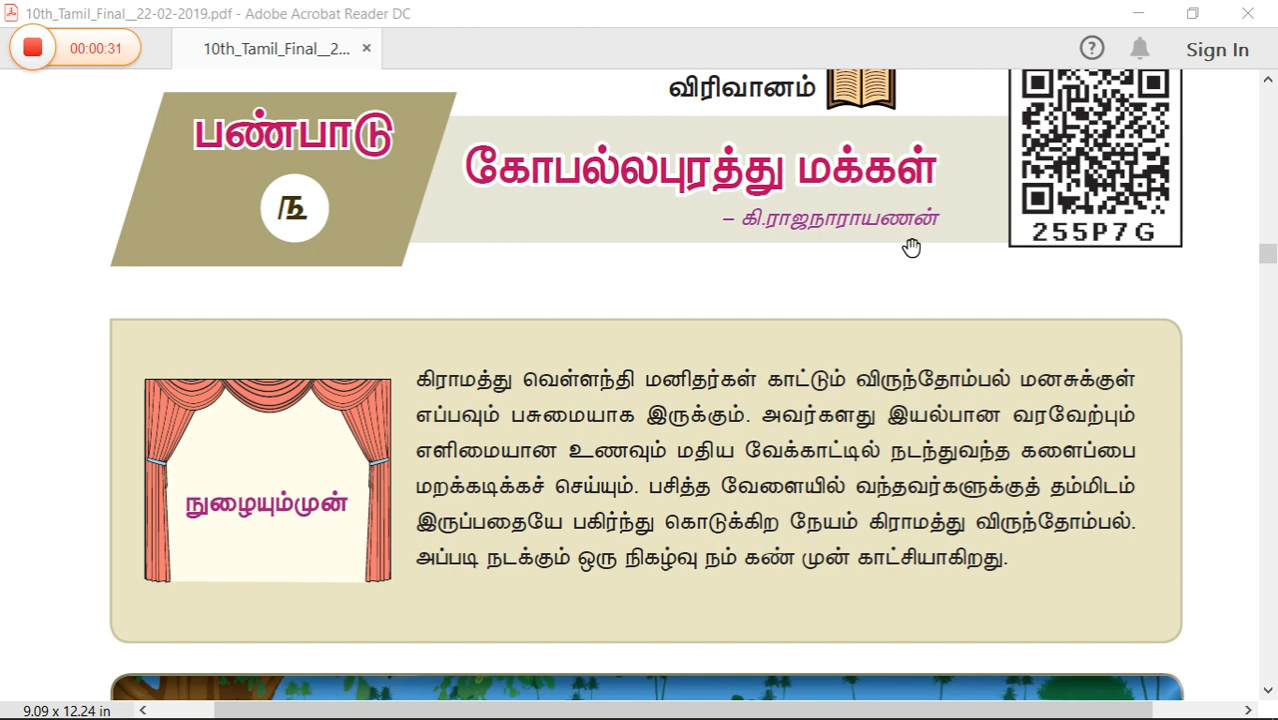 10th_Tamil_Final__22-02-2019.pdf - Adobe Acrobat Reader DC
00:00:31
10th_Tamil_Final__2... ×
Sign In
விரிவானம்
பண்பாடு
௩
கோபல்லபுரத்து மக்கள்
– கி.ராஜநாராயணன்
255P7G
நுழையும்முன்
கிராமத்து வெள்ளந்தி மனிதர்கள் காட்டும் விருந்தோம்பல் மனசுக்குள்
எப்பவும் பசுமையாக இருக்கும். அவர்களது இயல்பான வரவேற்பும்
எளிமையான உணவும் மதிய வேக்காட்டில் நடந்துவந்த களைப்பை
மறக்கடிக்கச் செய்யும். பசித்த வேளையில் வந்தவர்களுக்குத் தம்மிடம்
இருப்பதையே பகிர்ந்து கொடுக்கிற நேயம் கிராமத்து விருந்தோம்பல்.
அப்படி நடக்கும் ஒரு நிகழ்வு நம் கண் முன் காட்சியாகிறது.
9.09 x 12.24 in